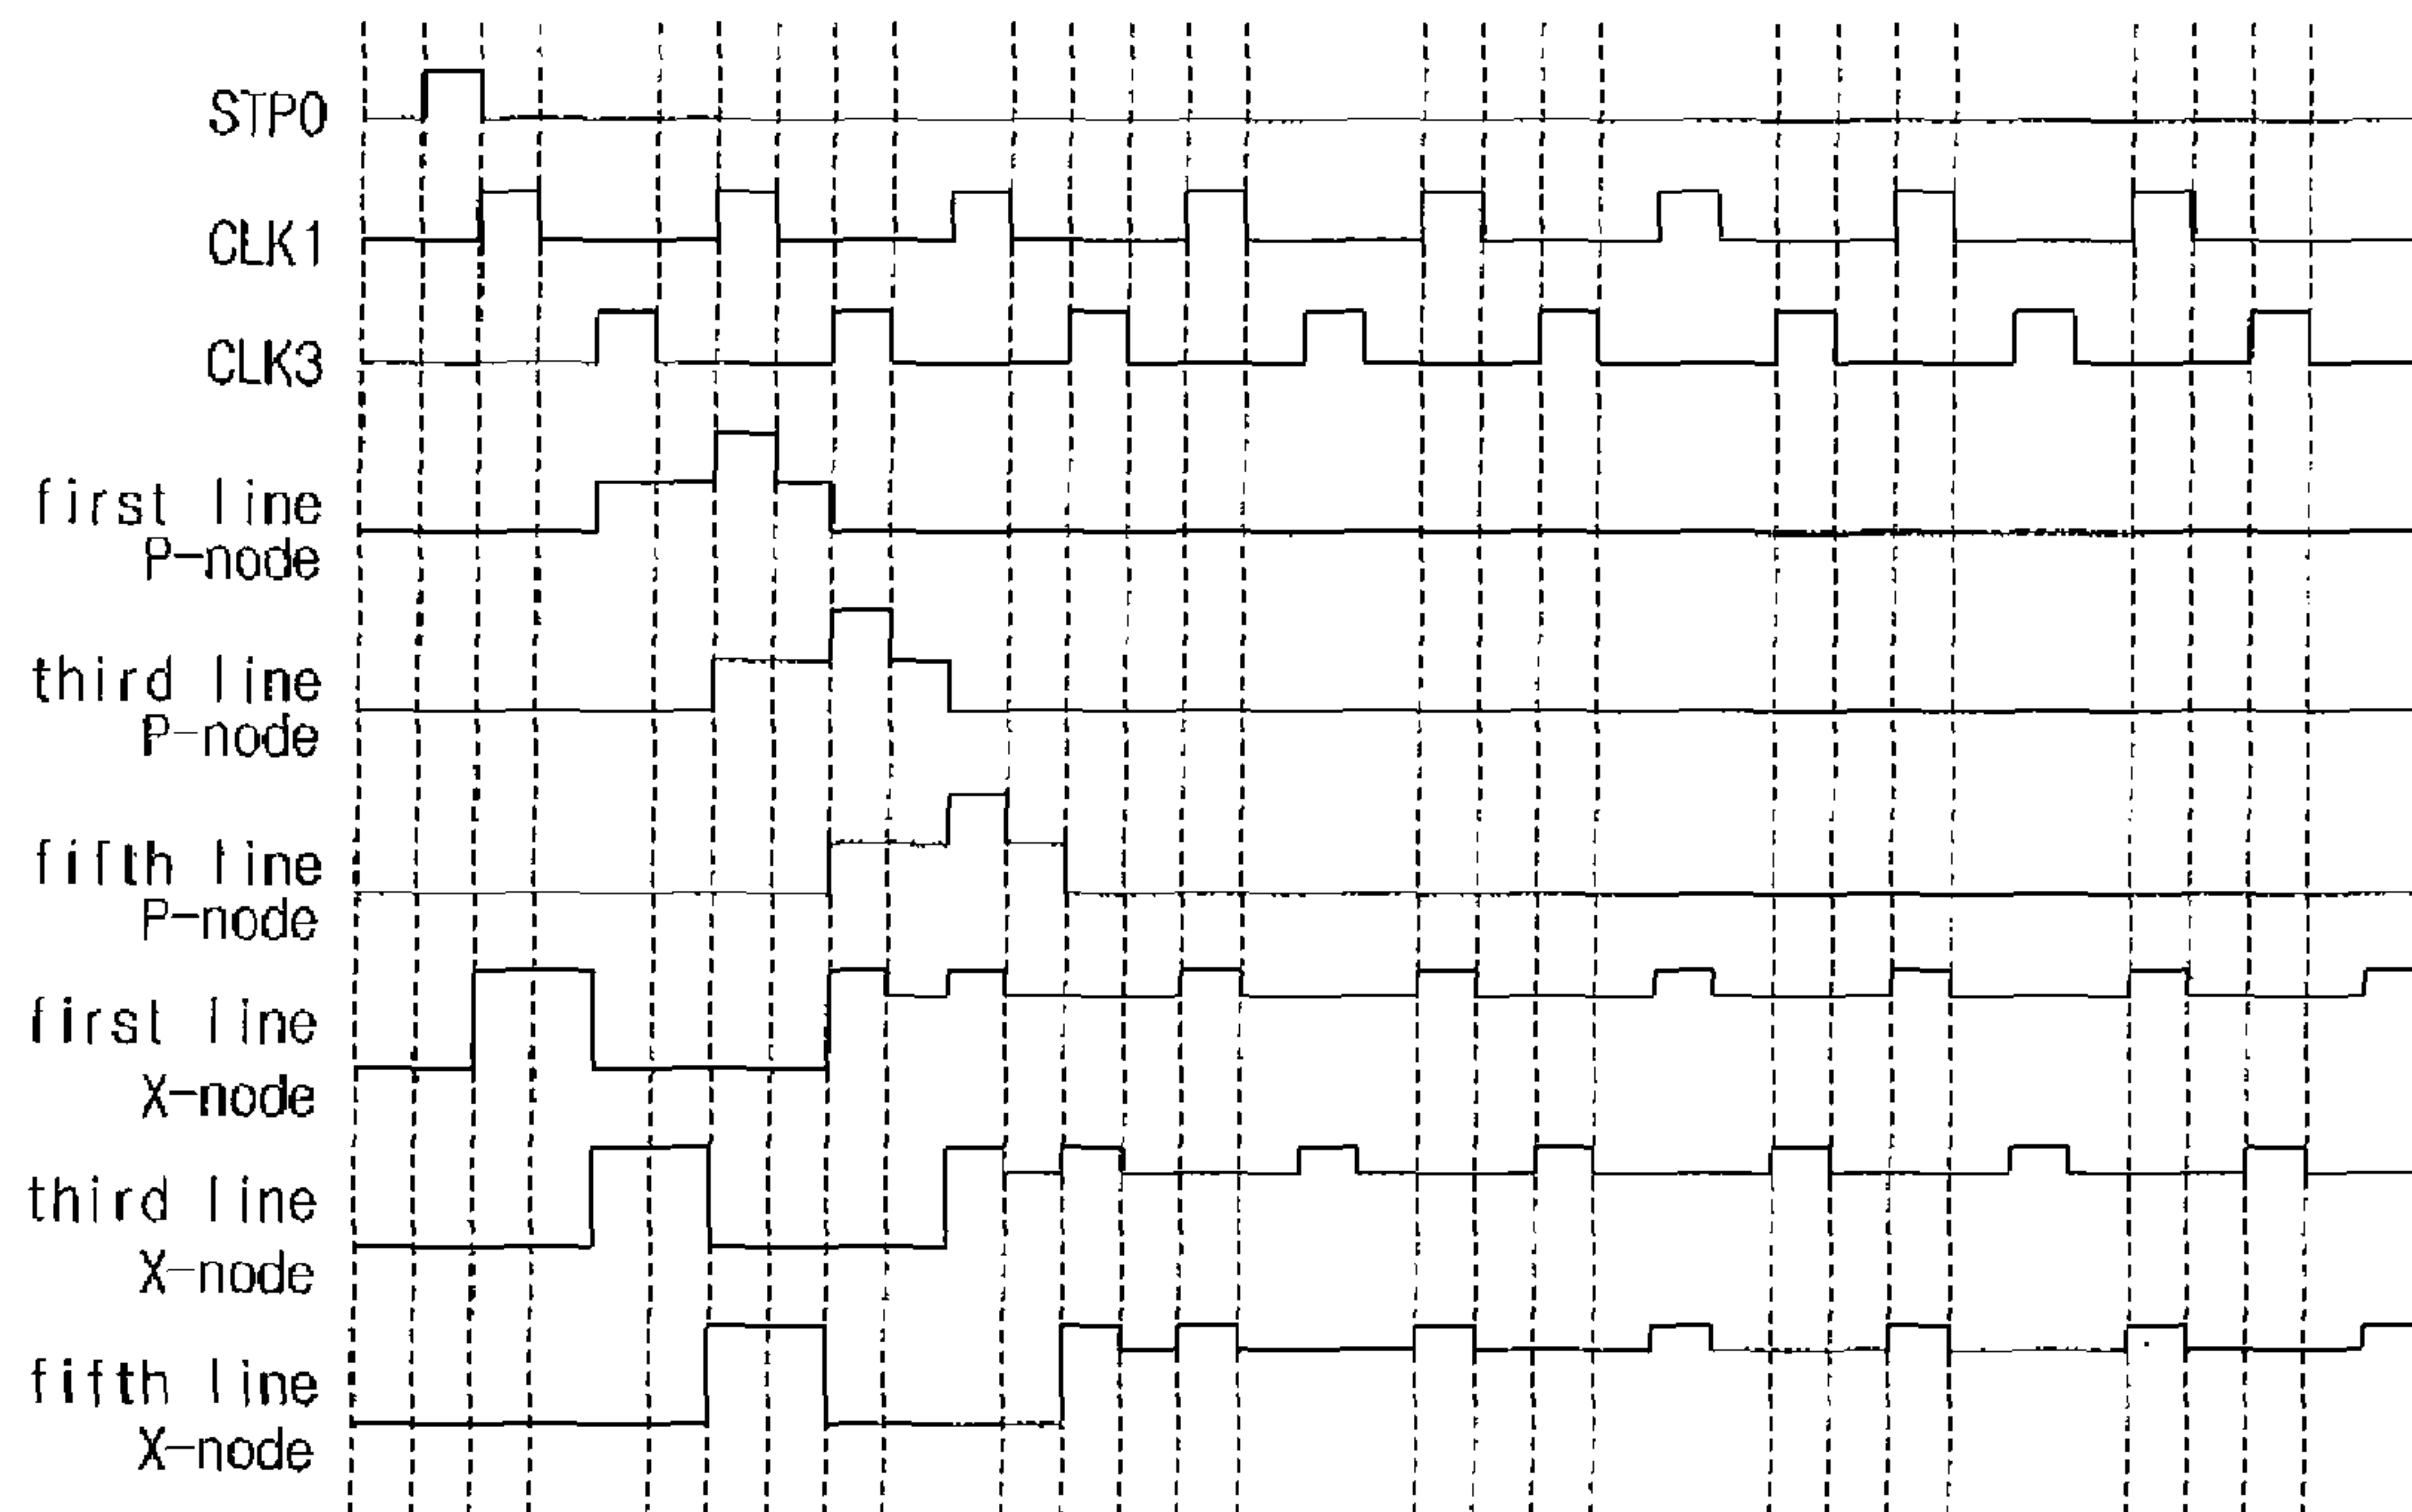 STP0
CLK1
CLK3
first line
P-node
third line
P-node
fifth line
P-node
first line
X-node
third line
X-node
fifth line
X-node